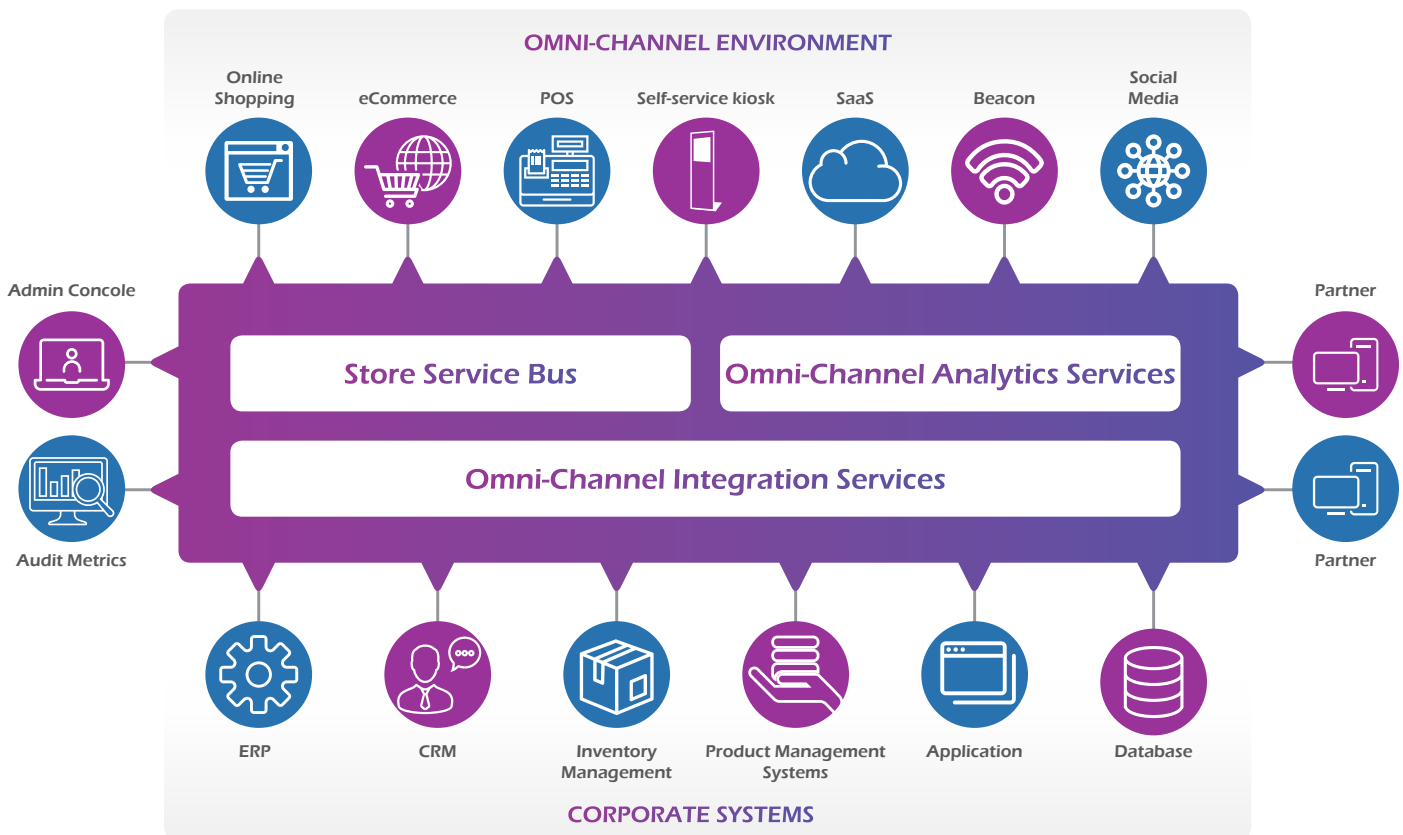 OMNI-CHANNEL ENVIRONMENT
Online
Shopping
eCommerce
POS
Self-service kiosk
SaaS
Beacon
Social
Media
Admin Concole
Partner
Store Service Bus
Omni-Channel Analytics Services
Omni-Channel Integration Services
Audit Metrics
Partner
ERP
CRM
Inventory
Management
Product Management
Systems
Application
Database
CORPORATE SYSTEMS